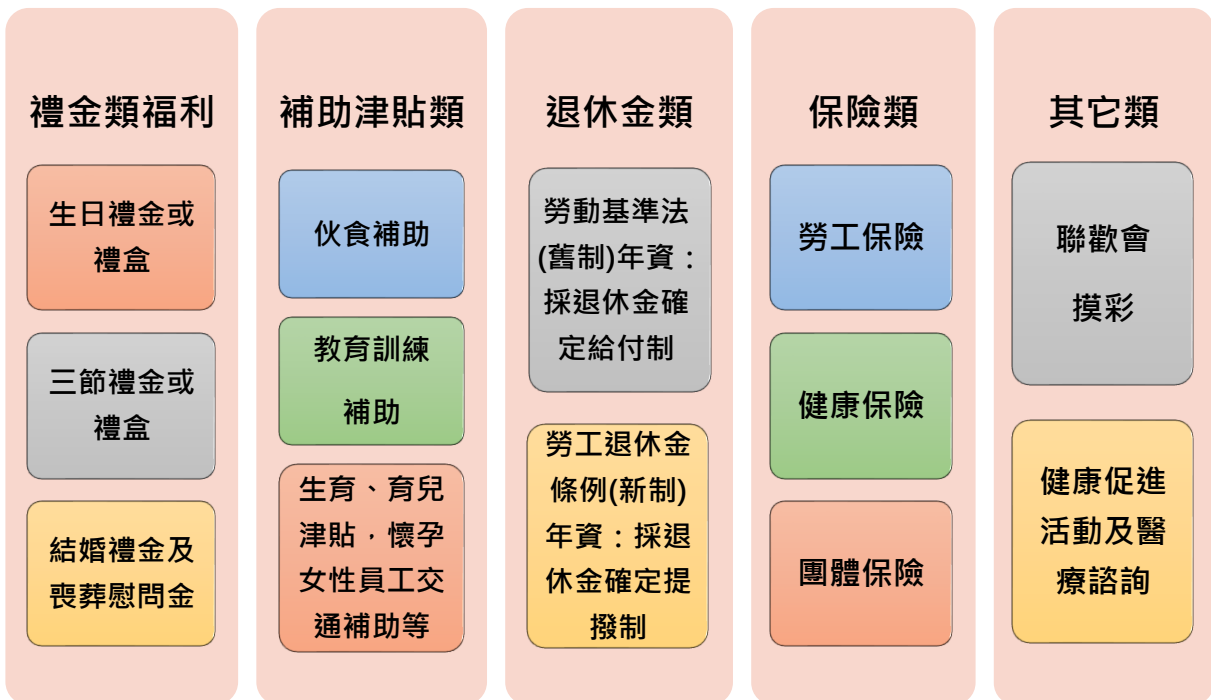 禮金類福利
生日禮金或
禮盒
三節禮金或
禮盒
結婚禮金及
喪葬慰問金
補助津貼類
伙食補助
教育訓練
補助
生育、育兒
津貼，懷孕
女性員工交
通補助等
退休金類
勞動基準法
(舊制)年資：
採退休金確
定給付制
勞工退休金
條例(新制)
年資：採退
休金確定提
撥制
保險類
勞工保險
健康保險
團體保險
其它類
聯歡會
摸彩
健康促進
活動及醫
療諮詢